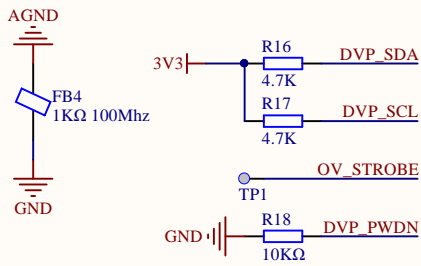 AGND
FB4
1KΩ 100Mhz
GND
3V3
R16
4.7K
DVP_SDA
R17
4.7K
DVP_SCL
OV_STROBE
TP1
GND
R18
10KΩ
DVP_PWDN